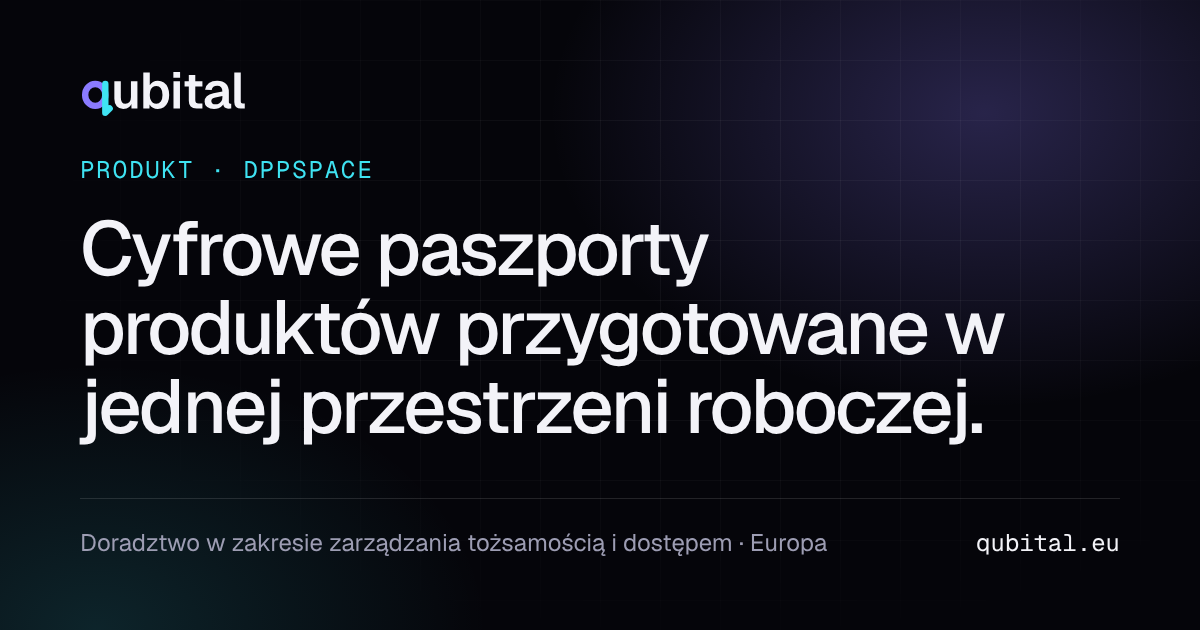 qubital
PRODUKT · DPPSPACE
Cyfrowe paszporty
produktów przygotowane w
jednej przestrzeni roboczej.
Doradztwo w zakresie zarządzania tożsamością i dostępem · Europa
qubital.eu